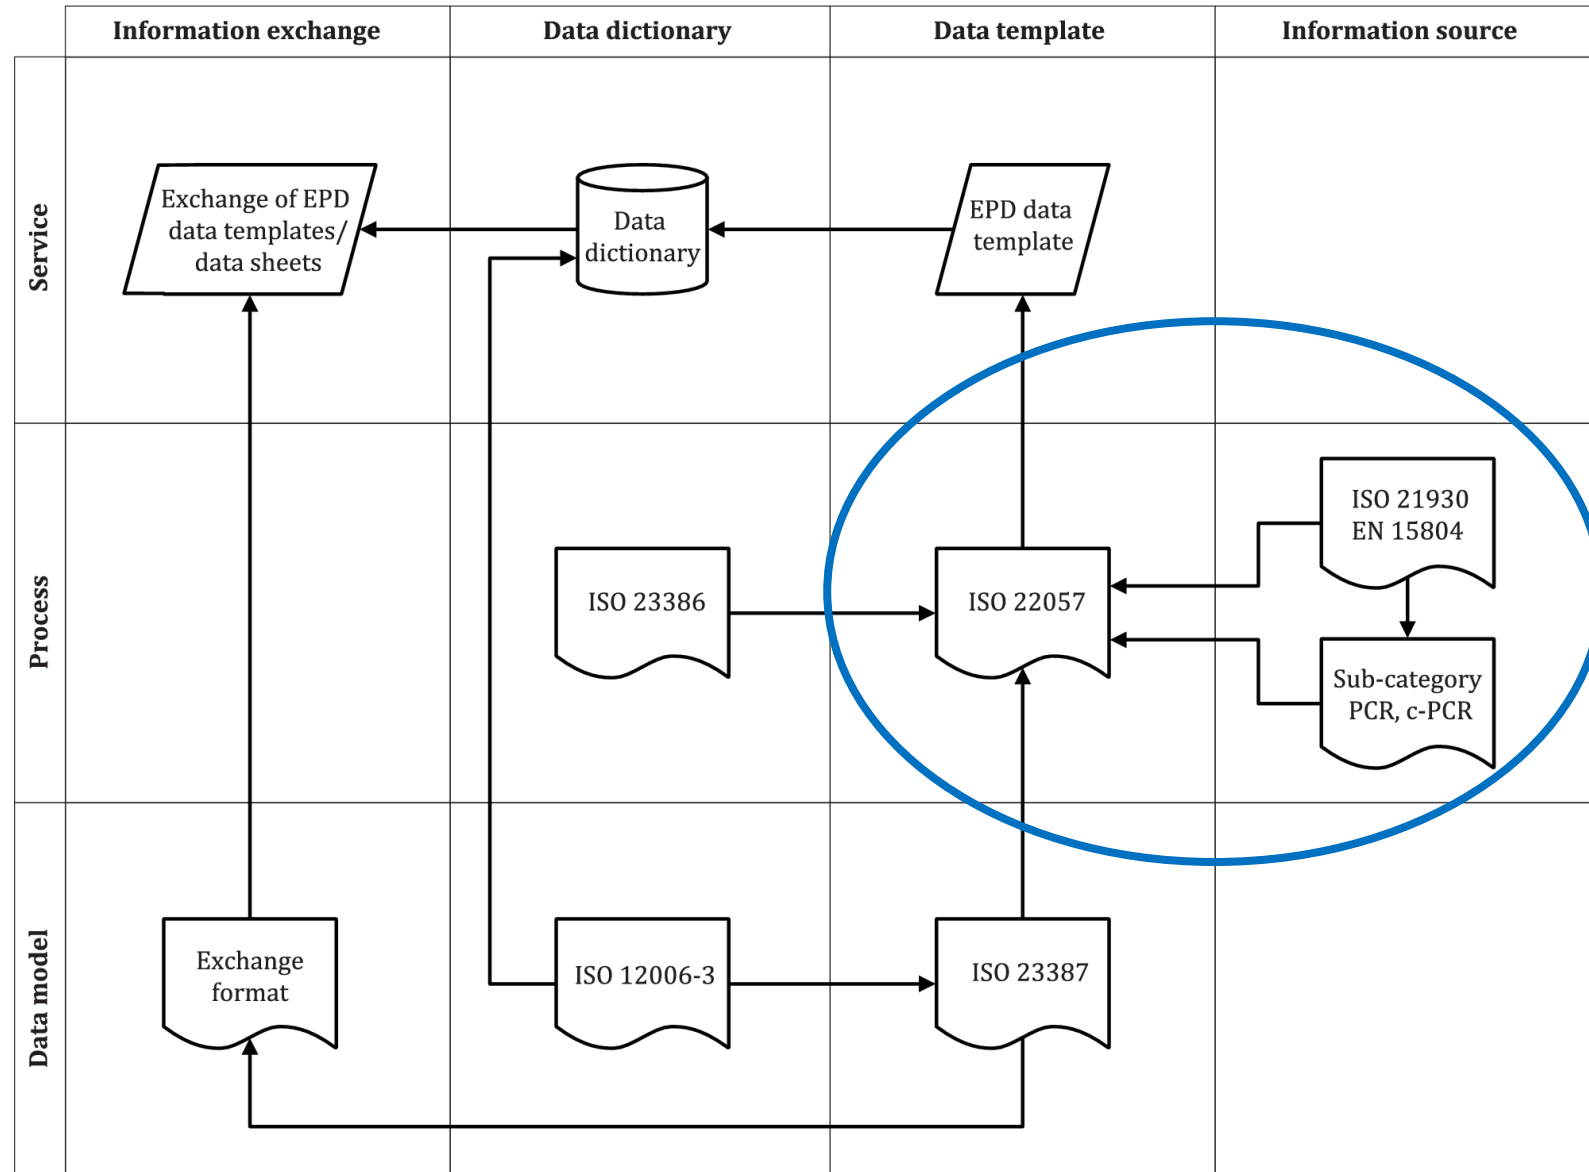 Information exchange
Data dictionary
Data template
Information source
Service
Exchange of EPD
data templates/
data sheets
Data
dictionary
EPD data
template
Process
ISO 23386
ISO 22057
ISO 21930
EN 15804
Sub-category
PCR, c-PCR
Data model
Exchange
format
ISO 12006-3
ISO 23387